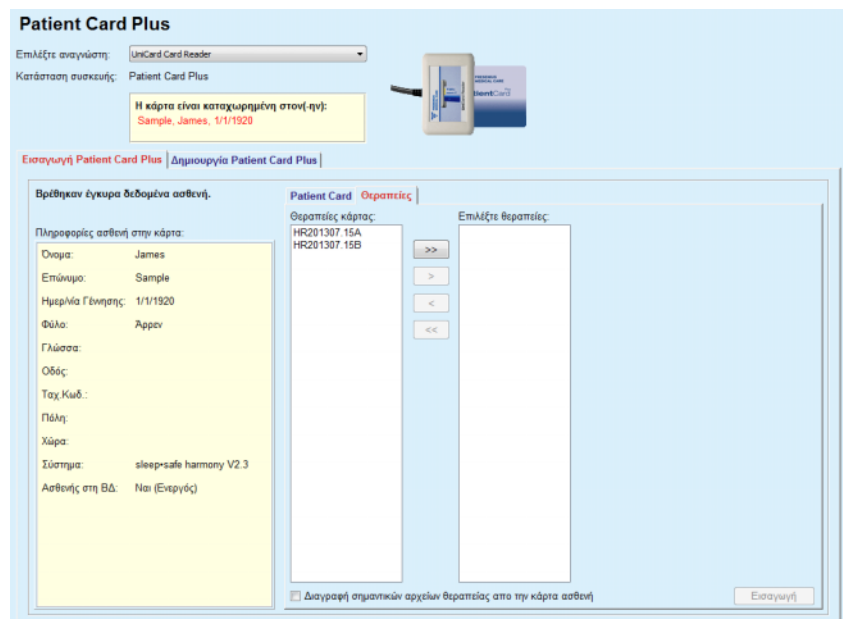 Patient Card Plus
Επιλέξτε αναγνώστη: UniCard Card Reader
Κατάσταση συσκευής: Patient Card Plus
Η κάρτα είναι καταχωρημένη στον(-ην):
Sample, James, 1/1/1920
FRESENIUS
MEDICAL CARE
tientCard
Εισαγωγή Patient Card Plus Δημιουργία Patient Card Plus
Βρέθηκαν έγκυρα δεδομένα ασθενή.
Patient Card Θεραπείες
Θεραπείες κάρτας: Επιλέξτε θεραπείες:
Πληροφορίες ασθενή στην κάρτα:
HR201307.15A
HR201307.15B
>>
>
<
<<
Όνομα: James
Επώνυμο: Sample
Ημερ/νία Γέννησης: 1/1/1920
Φύλο: Άρρεν
Γλώσσα:
Οδός:
Ταχ.Κωδ.:
Πόλη:
Χώρα:
Σύστημα: sleep•safe harmony V2.3
Ασθενής στη ΒΔ: Ναι (Ενεργός)
Διαγραφή σημαντικών αρχείων θεραπείας απο την κάρτα ασθενή
Εισαγωγή